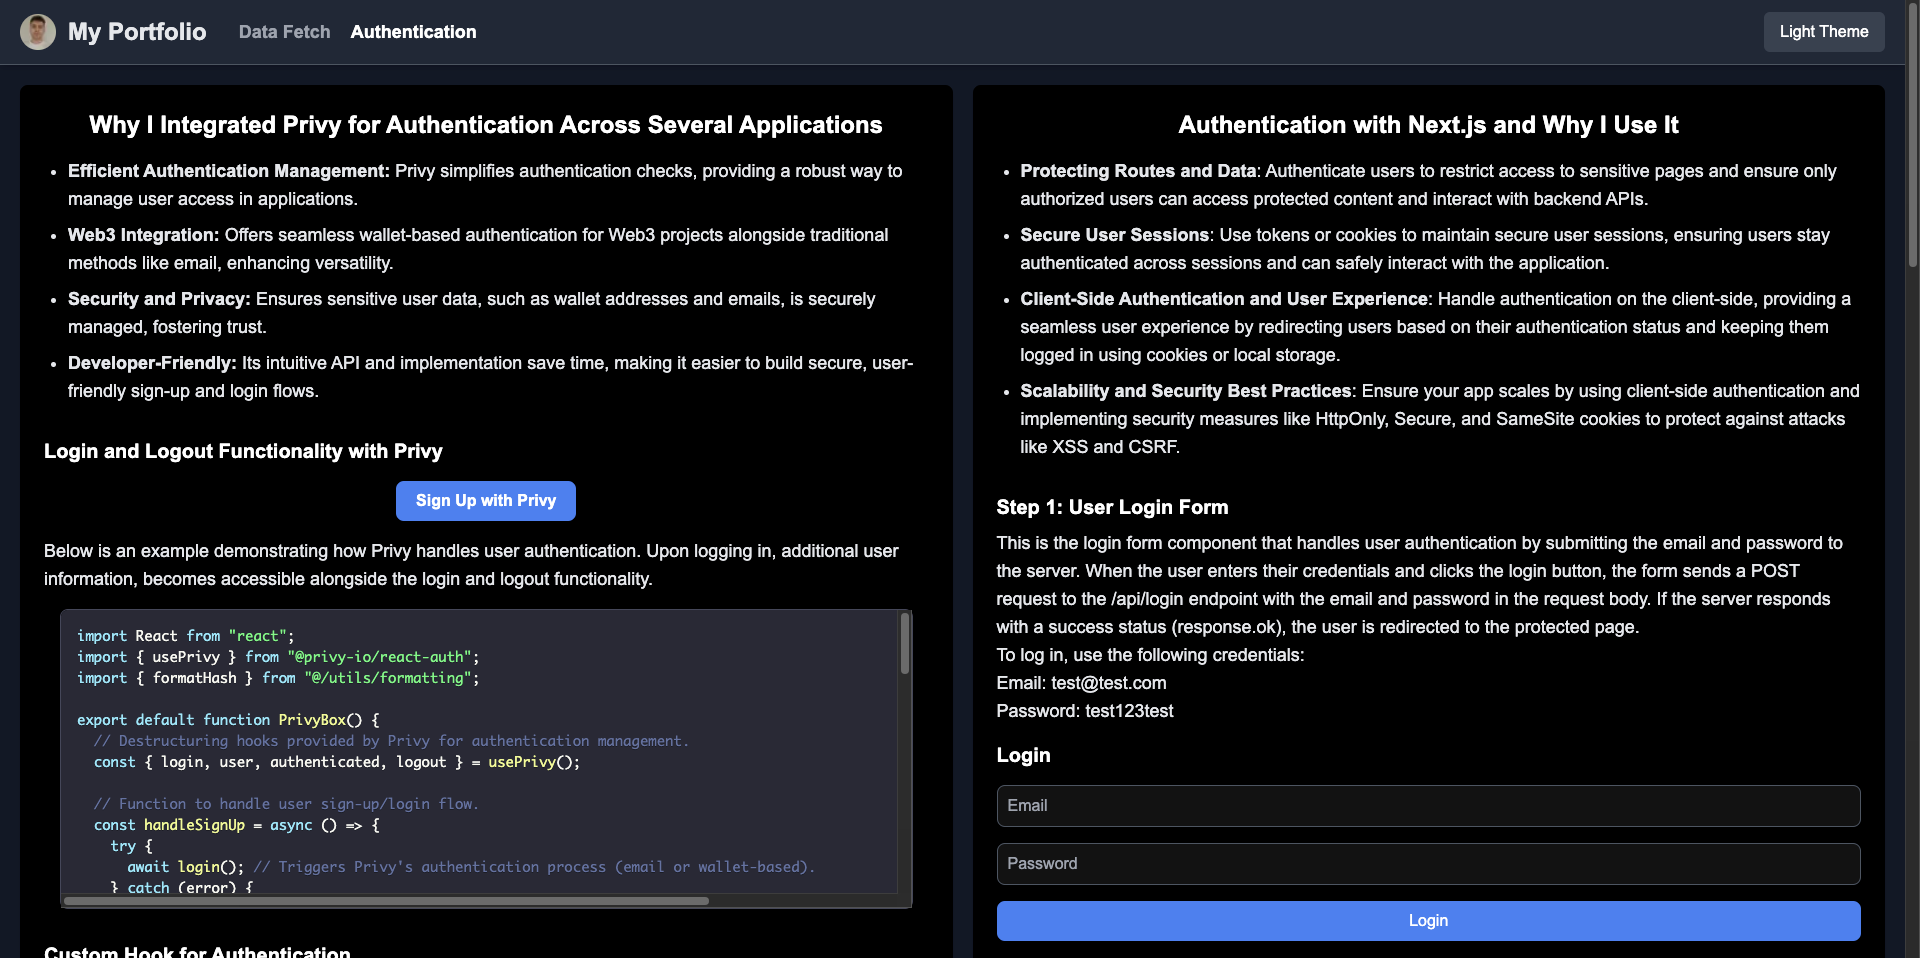 My Portfolio
Data Fetch
Authentication
Light Theme
Why I Integrated Privy for Authentication Across Several Applications
• Efficient Authentication Management: Privy simplifies authentication checks, providing a robust way to
manage user access in applications.
• Web3 Integration: Offers seamless wallet-based authentication for Web3 projects alongside traditional
methods like email, enhancing versatility.
• Security and Privacy: Ensures sensitive user data, such as wallet addresses and emails, is securely
managed, fostering trust.
• Developer-Friendly: Its intuitive API and implementation save time, making it easier to build secure, user-
friendly sign-up and login flows.
Login and Logout Functionality with Privy
Sign Up with Privy
Below is an example demonstrating how Privy handles user authentication. Upon logging in, additional user
information, becomes accessible alongside the login and logout functionality.
import React from "react";
import { usePrivy } from "@privy-io/react-auth";
import { formatHash } from "@/utils/formatting";
export default function PrivyBox() {
// Destructuring hooks provided by Privy for authentication management.
const { login, user, authenticated, logout } = usePrivy();
// Function to handle user sign-up/login flow.
const handleSignUp = async () => {
try {
await login(); // Triggers Privy's authentication process (email or wallet-based).
} catch (error) {
Custom Hook for Authentication
Authentication with Next.js and Why I Use It
• Protecting Routes and Data: Authenticate users to restrict access to sensitive pages and ensure only
authorized users can access protected content and interact with backend APIs.
• Secure User Sessions: Use tokens or cookies to maintain secure user sessions, ensuring users stay
authenticated across sessions and can safely interact with the application.
• Client-Side Authentication and User Experience: Handle authentication on the client-side, providing a
seamless user experience by redirecting users based on their authentication status and keeping them
logged in using cookies or local storage.
• Scalability and Security Best Practices: Ensure your app scales by using client-side authentication and
implementing security measures like HttpOnly, Secure, and SameSite cookies to protect against attacks
like XSS and CSRF.
Step 1: User Login Form
This is the login form component that handles user authentication by submitting the email and password to
the server. When the user enters their credentials and clicks the login button, the form sends a POST
request to the /api/login endpoint with the email and password in the request body. If the server responds
with a success status (response.ok), the user is redirected to the protected page.
To log in, use the following credentials:
Email: test@test.com
Password: test123test
Login
Email
Password
Login